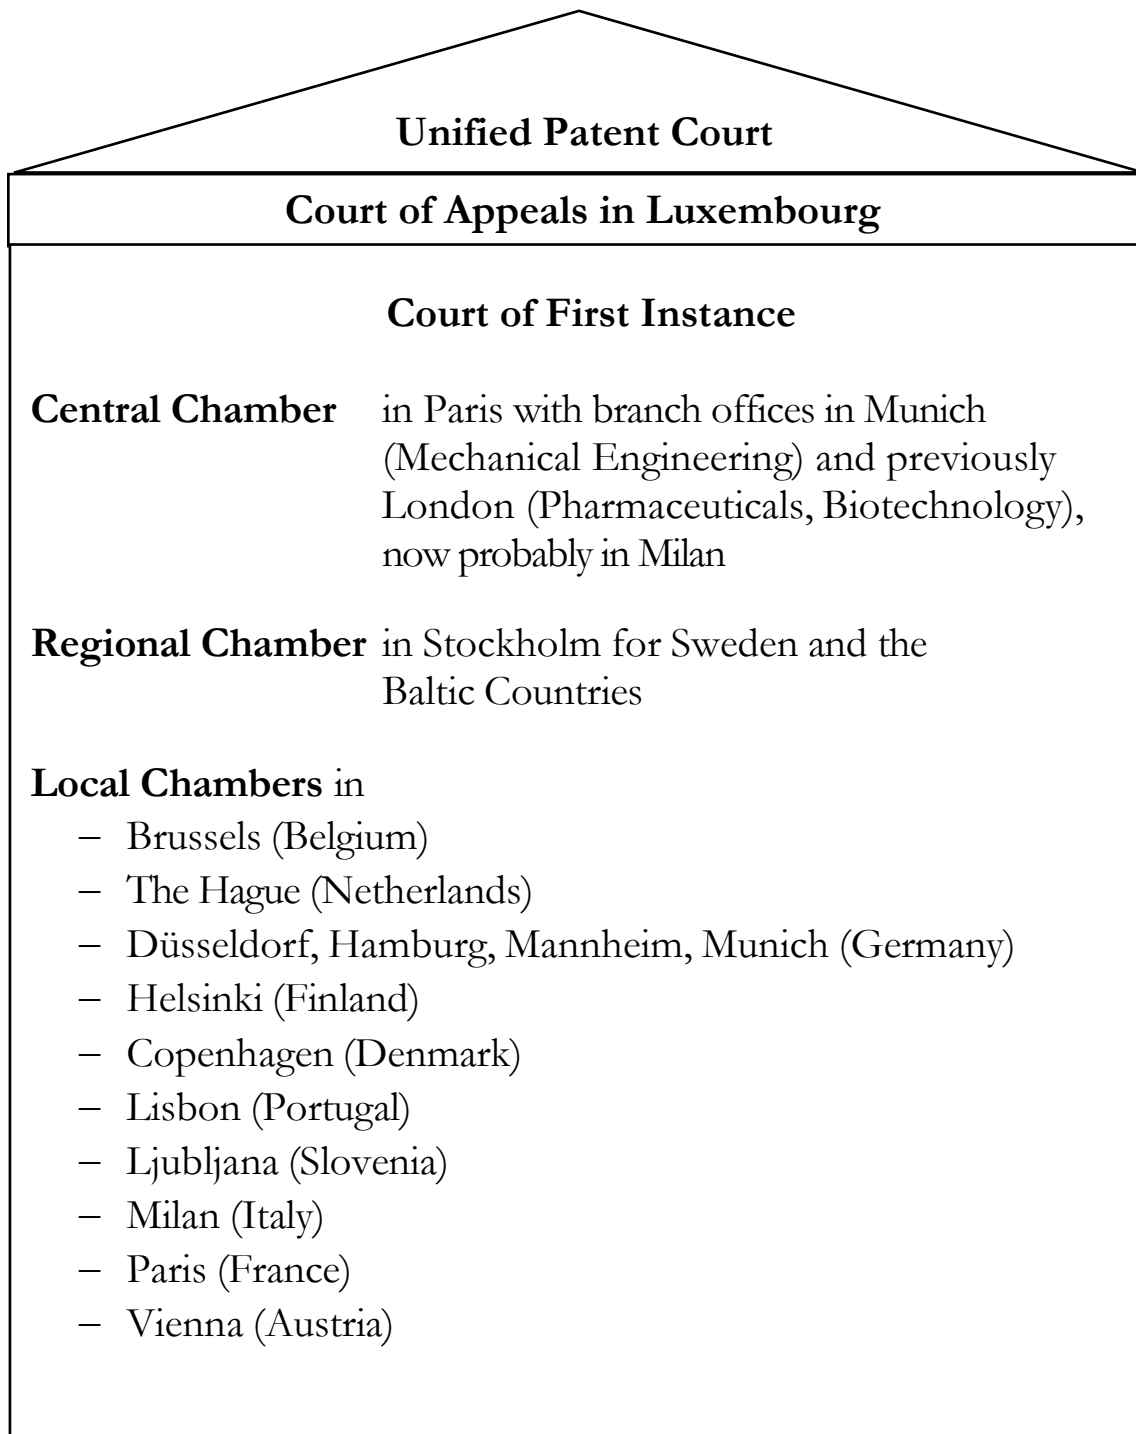 Unified Patent Court
Court of Appeals in Luxembourg
Court of First Instance
Central Chamber in Paris with branch offices in Munich
(Mechanical Engineering) and previously
London (Pharmaceuticals, Biotechnology),
now probably in Milan
Regional Chamber in Stockholm for Sweden and the
Baltic Countries
Local Chambers in
– Brussels (Belgium)
– The Hague (Netherlands)
– Düsseldorf, Hamburg, Mannheim, Munich (Germany)
– Helsinki (Finland)
– Copenhagen (Denmark)
– Lisbon (Portugal)
– Ljubljana (Slovenia)
– Milan (Italy)
– Paris (France)
– Vienna (Austria)